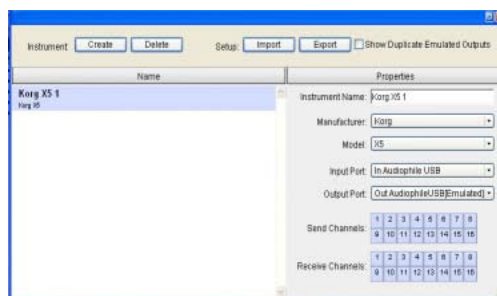 Instrument: Create Delete Setup: Import Export Show Duplicate Emulated Outputs
Name Properties
Korg X5 1
Korg X5
Instrument Name: Korg X5 1
Manufacturer: Korg
Model: X5
Input Port: In Audiophile USB
Output Port: Out AudiophileUSB[Emulated]
Send Channels: 1 2 3 4 5 6 7 8
9 10 11 12 13 14 15 16
Receive Channels: 1 2 3 4 5 6 7 8
9 10 11 12 13 14 15 16